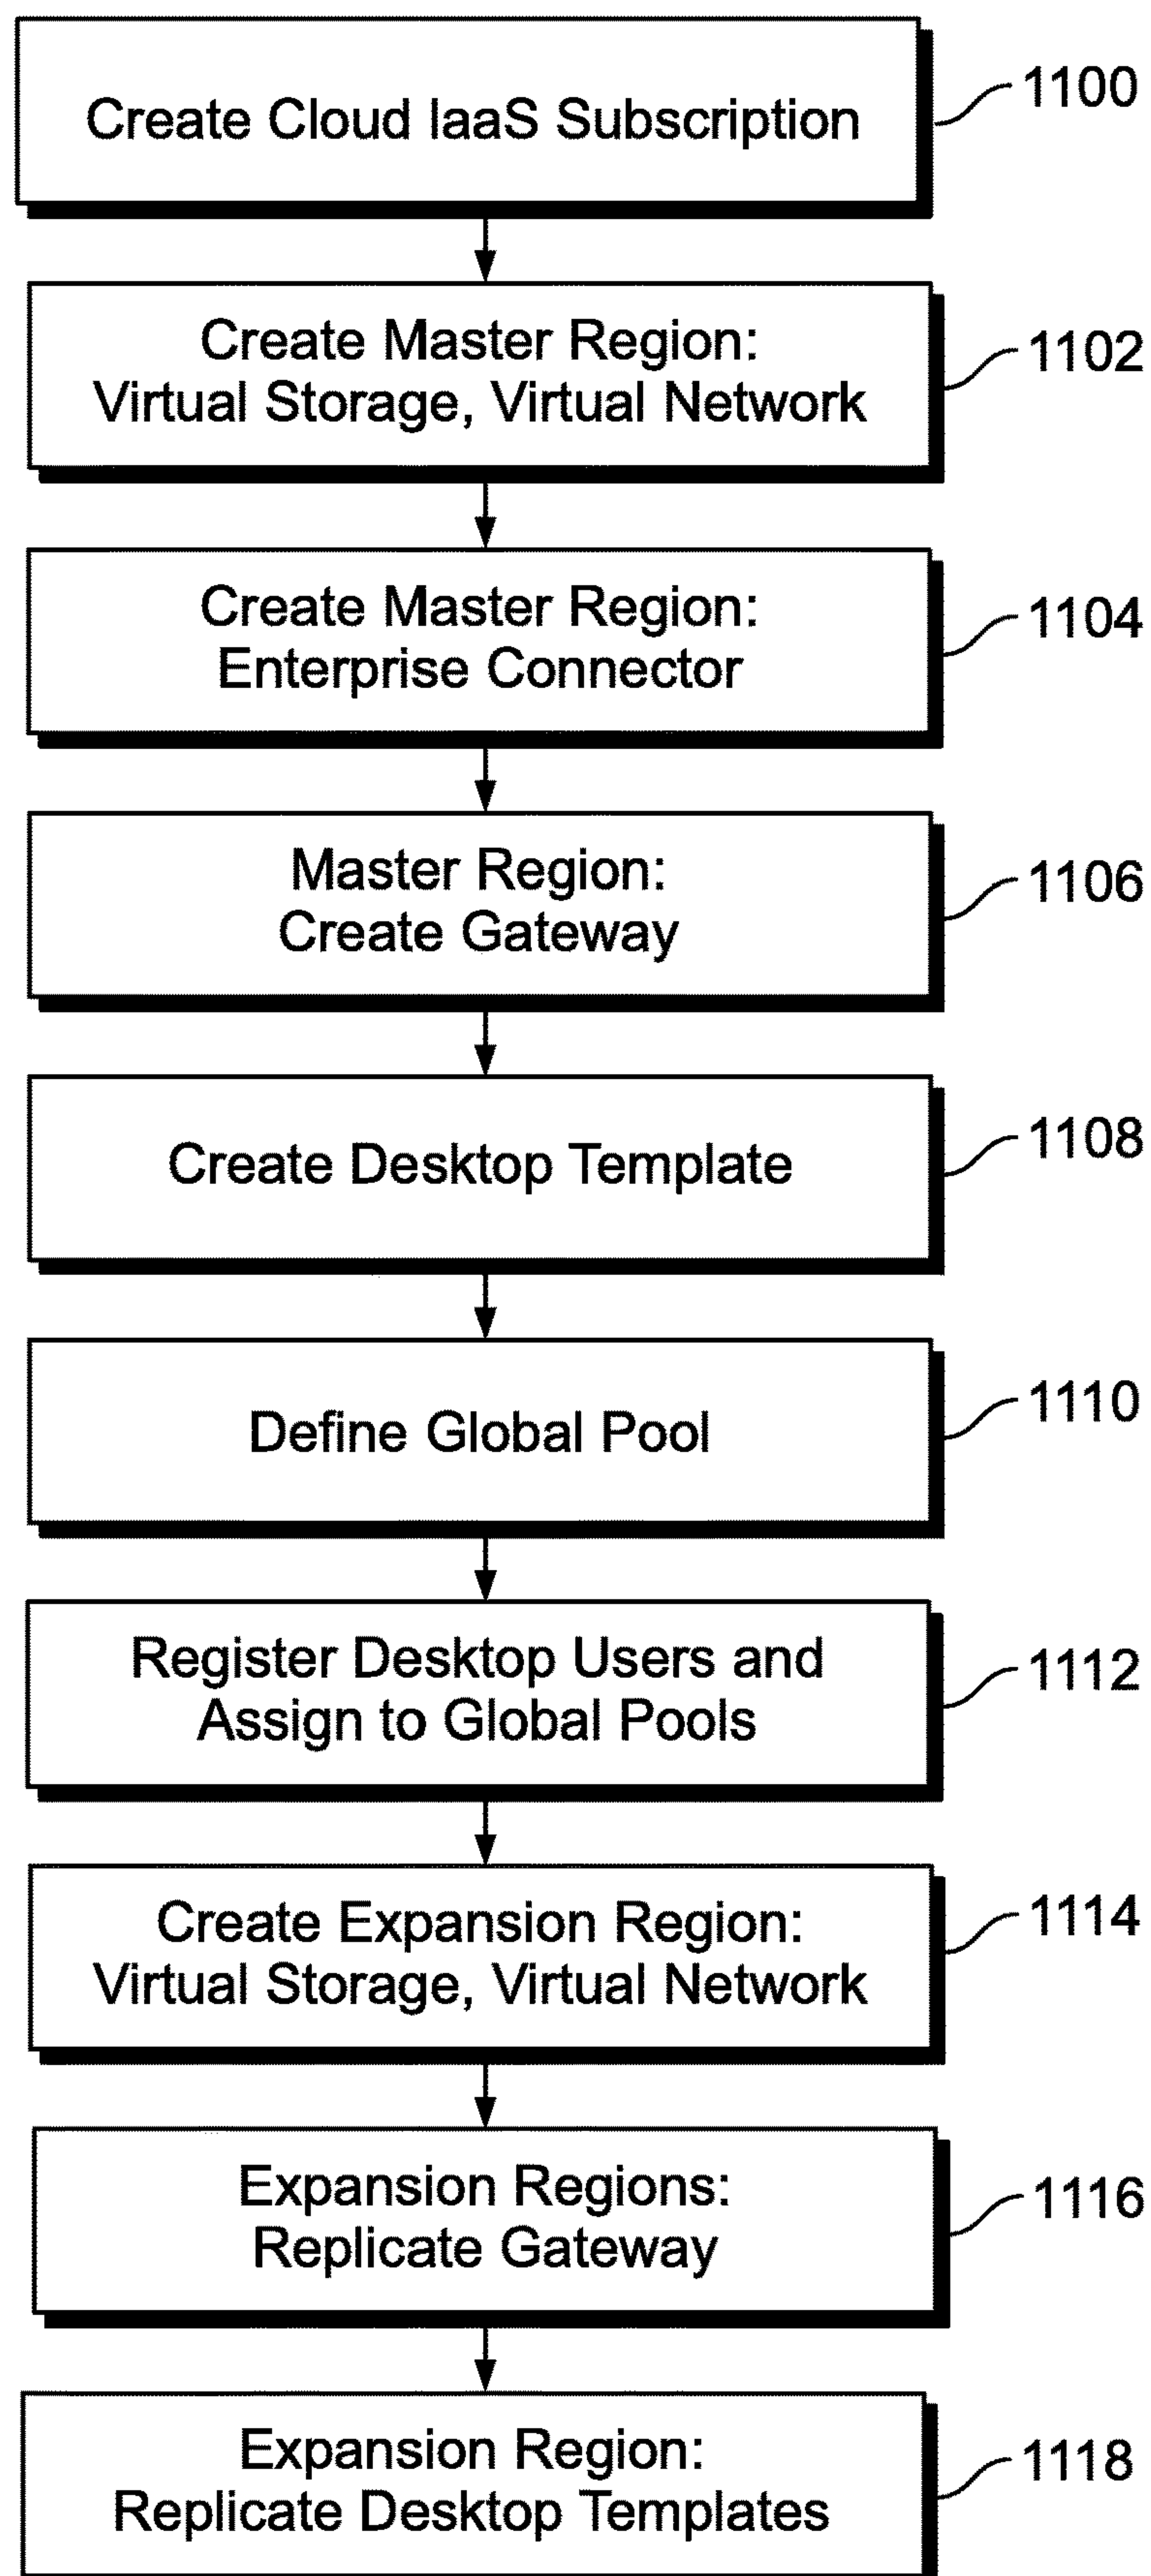 Create Cloud IaaS Subscription
1100
Create Master Region:
Virtual Storage, Virtual Network
1102
Create Master Region:
Enterprise Connector
1104
Master Region:
Create Gateway
1106
Create Desktop Template
1108
Define Global Pool
1110
Register Desktop Users and
Assign to Global Pools
1112
Create Expansion Region:
Virtual Storage, Virtual Network
1114
Expansion Regions:
Replicate Gateway
1116
Expansion Region:
Replicate Desktop Templates
1118